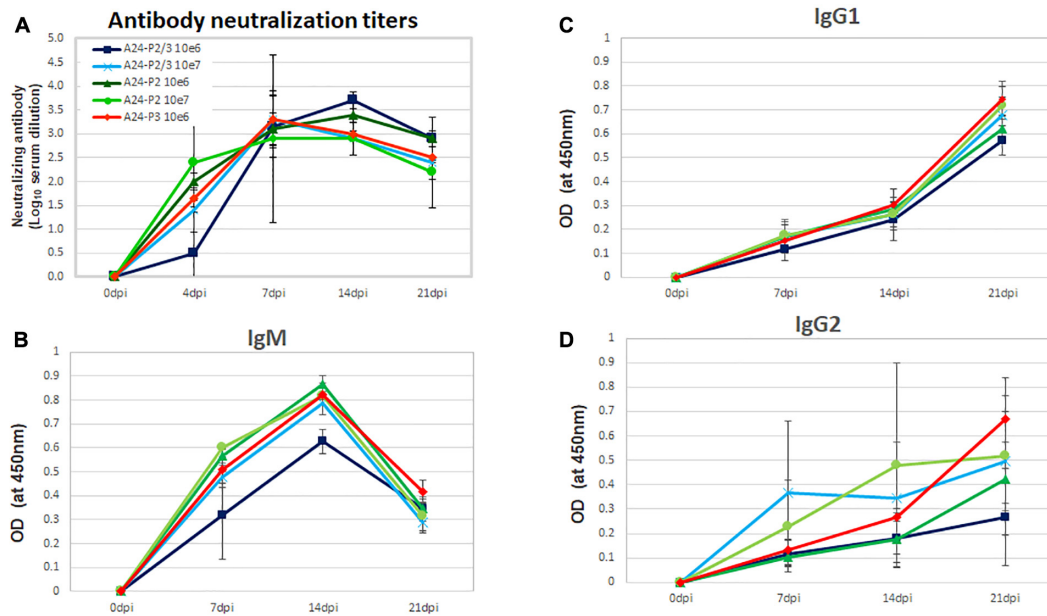 A
Antibody neutralization titers
Neutralizing antibody
(Log10 serum dilution)
5.0
4.5
4.0
3.5
3.0
2.5
2.0
1.5
1.0
0.5
0.0
A24-P2/3 10e6
A24-P2/3 10e7
A24-P2 10e6
A24-P2 10e7
A24-P3 10e6
0dpi 4dpi 7dpi 14dpi 21dpi
B
IgM
OD (at 450nm)
1
0.9
0.8
0.7
0.6
0.5
0.4
0.3
0.2
0.1
0
0dpi 7dpi 14dpi 21dpi
C
IgG1
OD (at 450nm)
1
0.9
0.8
0.7
0.6
0.5
0.4
0.3
0.2
0.1
0
0dpi 7dpi 14dpi 21dpi
D
IgG2
OD (at 450nm)
1
0.9
0.8
0.7
0.6
0.5
0.4
0.3
0.2
0.1
0
0dpi 7dpi 14dpi 21dpi